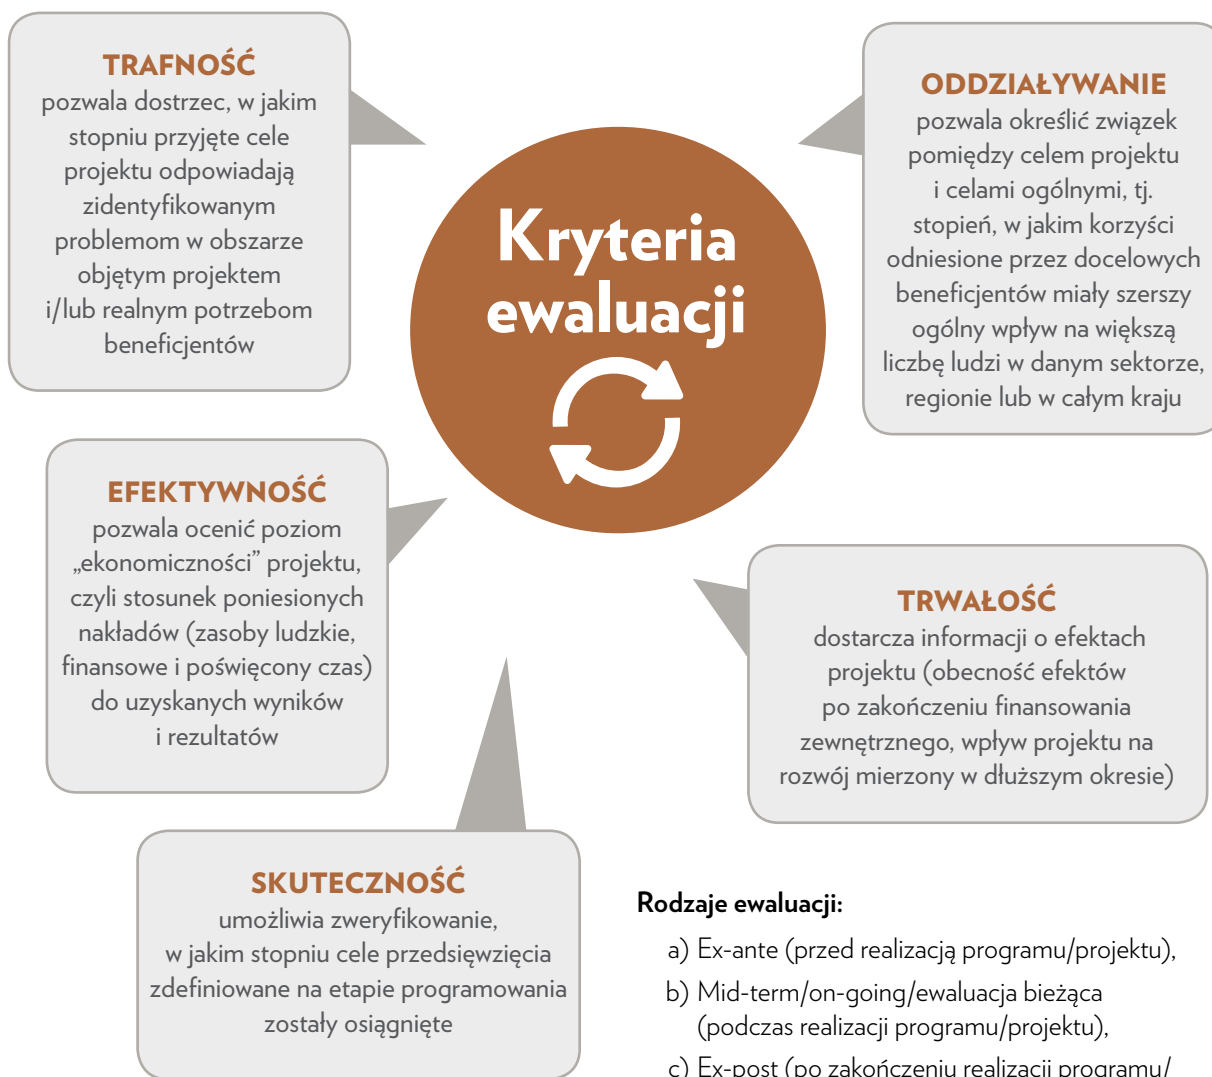 TRAFNOŚĆ
pozwala dostrzec, w jakim
stopniu przyjęte cele
projektu odpowiadają
zidentyfikowanym
problemom w obszarze
objętym projektem
i/lub realnym potrzebom
beneficjentów
Kryteria
ewaluacji
ODDZIAŁYWANIE
pozwala określić związek
pomiędzy celem projektu
i celami ogólnymi, tj.
stopień, w jakim korzyści
odniesione przez docelowych
beneficjentów miały szerszy
ogólny wpływ na większą
liczbę ludzi w danym sektorze,
regionie lub w całym kraju
EFEKTYWNOŚĆ
pozwala ocenić poziom
„ekonomiczności” projektu,
czyli stosunek poniesionych
nakładów (zasoby ludzkie,
finansowe i poświęcony czas)
do uzyskanych wyników
i rezultatów
TRWAŁOŚĆ
dostarcza informacji o efektach
projektu (obecność efektów
po zakończeniu finansowania
zewnętrznego, wpływ projektu na
rozwój mierzony w dłuższym okresie)
SKUTECZNOŚĆ
umożliwia zweryfikowanie,
w jakim stopniu cele przedsięwzięcia
zdefiniowane na etapie programowania
zostały osiągnięte
Rodzaje ewaluacji:
a) Ex-ante (przed realizacją programu/projektu),
b) Mid-term/on-going/ewaluacja bieżąca
(podczas realizacji programu/projektu),
c) Ex-post (po zakończeniu realizacji programu/